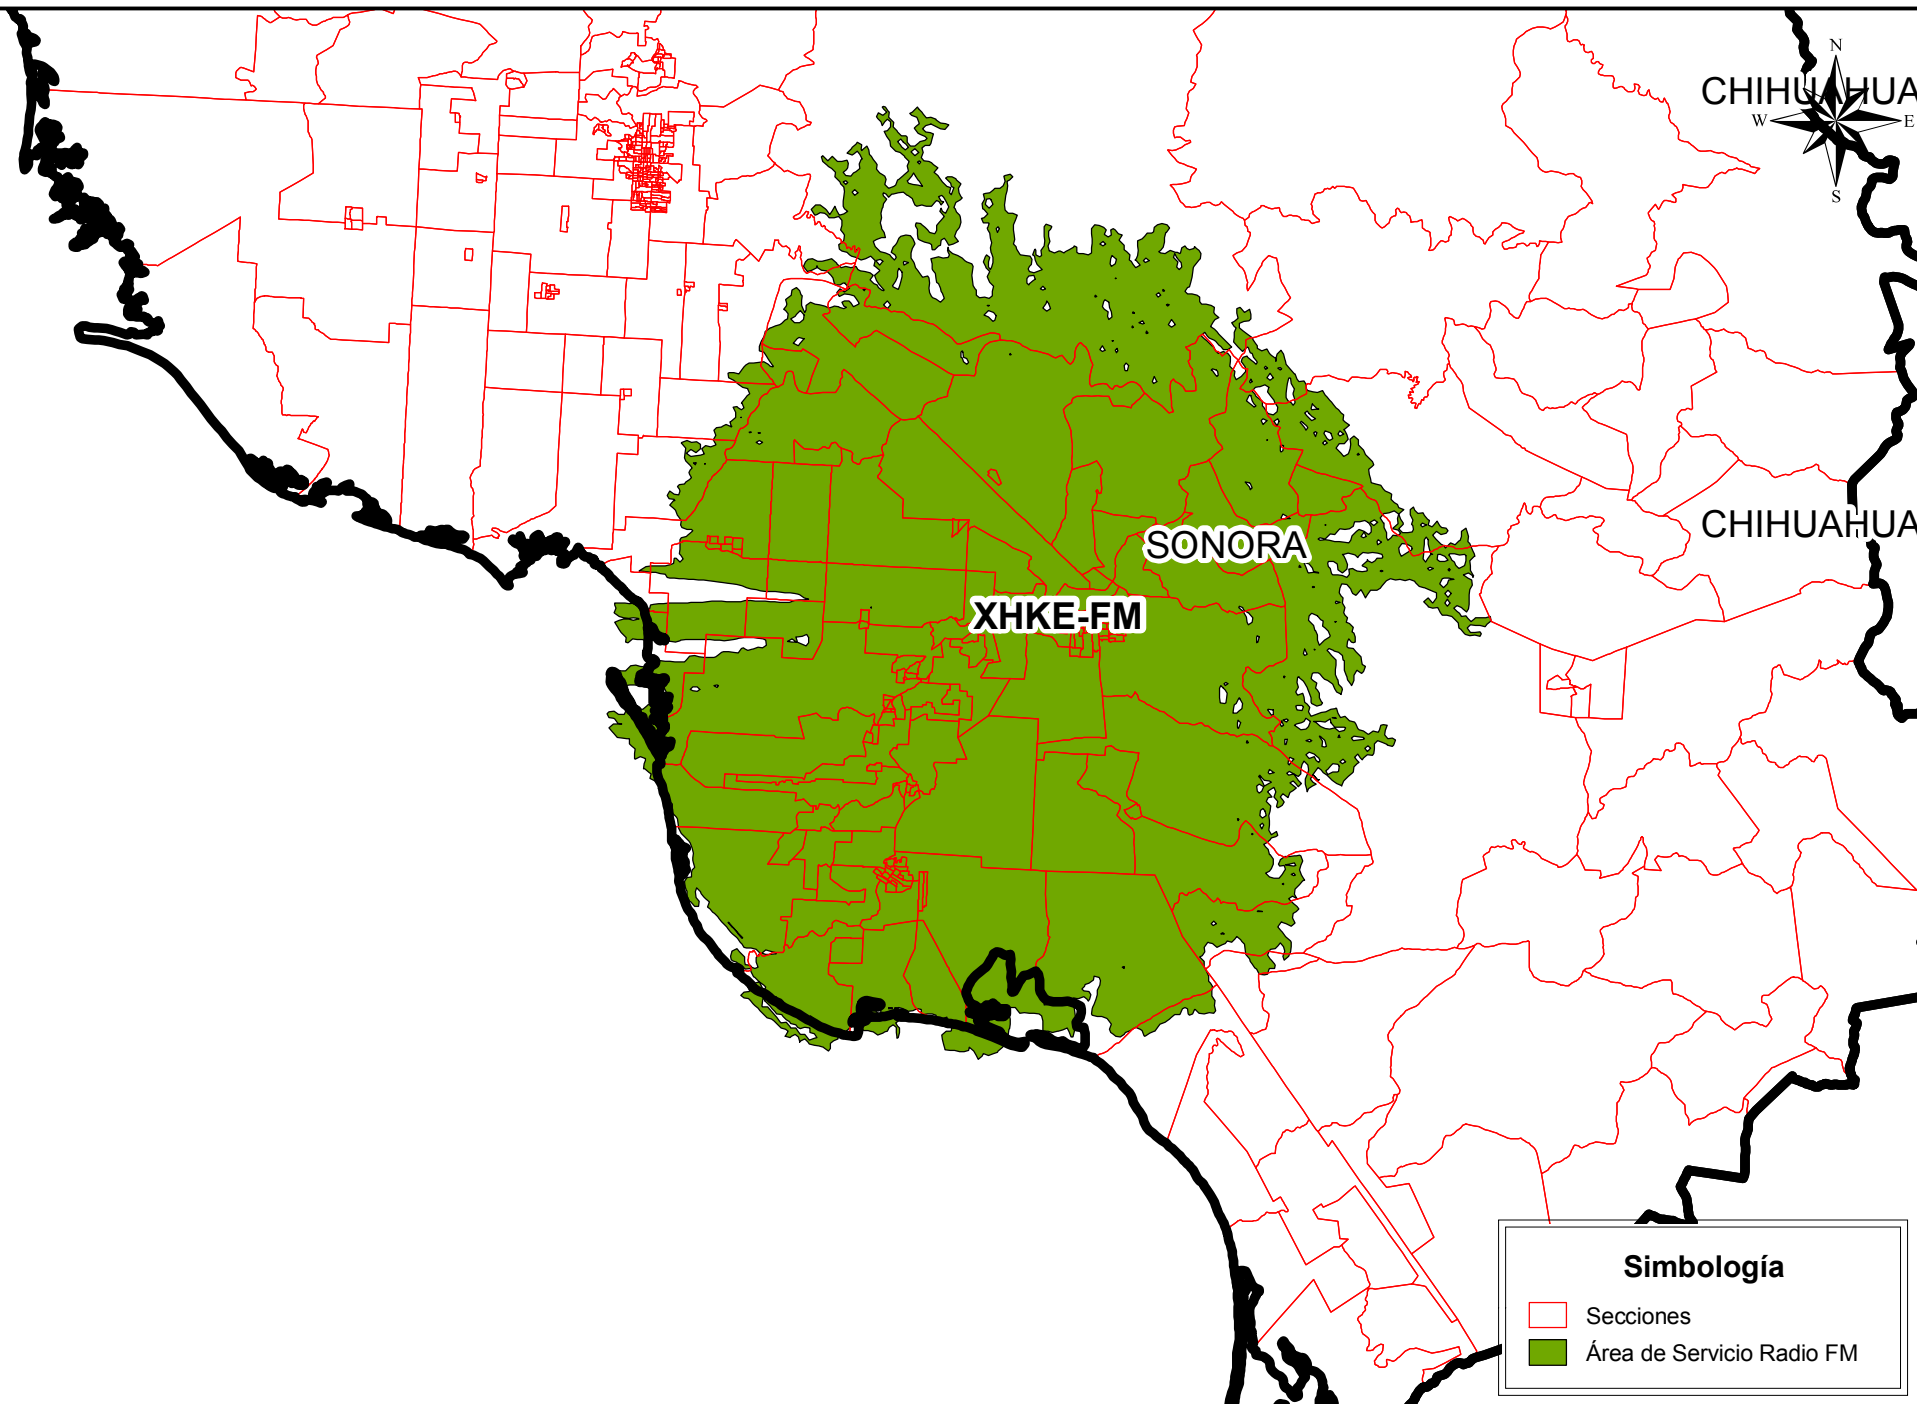 N
CHIHUAHUA
W
E
S
CHIHUAHUA
SONORA
XHKE-FM
Simbología
Secciones
Área de Servicio Radio FM